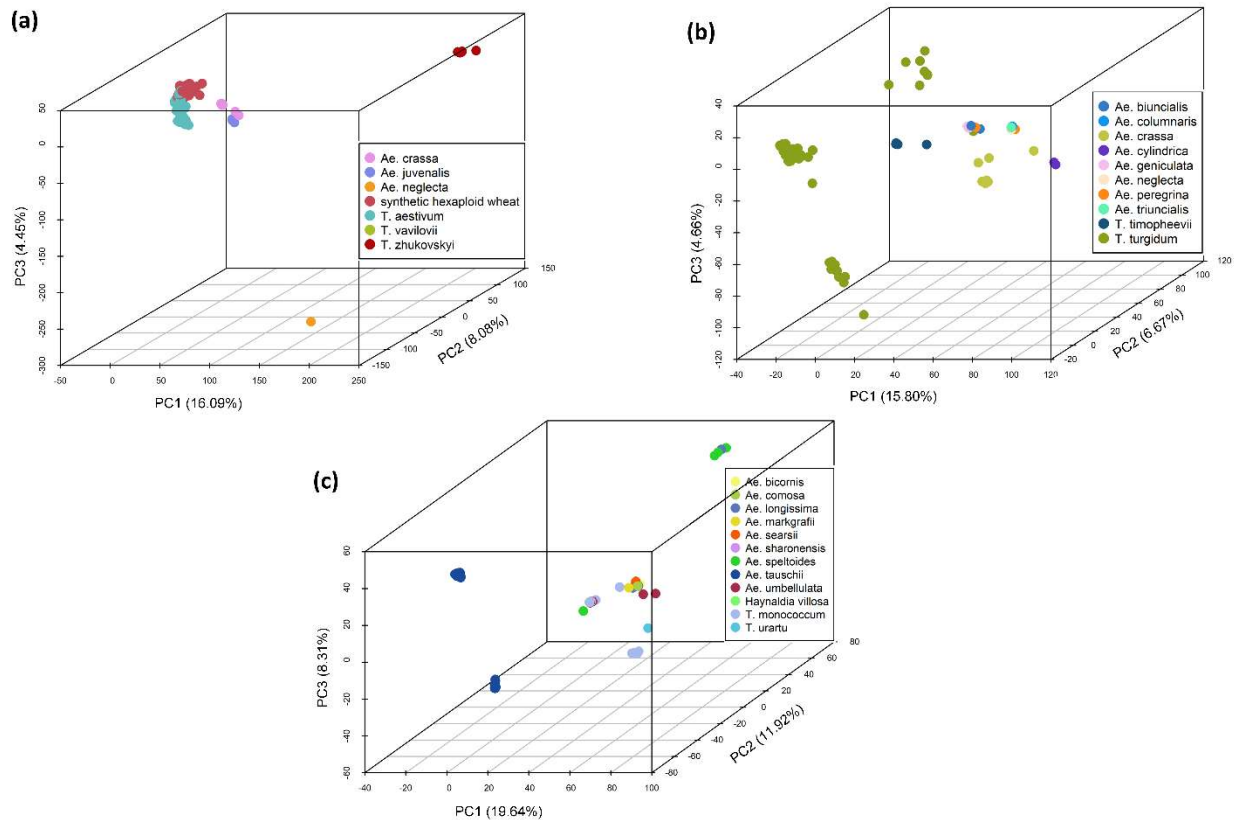 (a)
50
0
-50
-100
-150
-200
-250
-300
PC3 (4.45%)
-50
0
50
100
150
200
250
PC1 (16.09%)
-150
-100
-50
0
50
100
150
PC2 (8.08%)
Ae. crassa
Ae. juvenalis
Ae. neglecta
synthetic hexaploid wheat
T. aestivum
T. vavilovii
T. zhukovskyi
(b)
40
20
0
-20
-40
-60
-80
-100
-120
PC3 (4.66%)
-40
-20
0
20
40
60
80
100
120
PC1 (15.80%)
-20
0
20
40
60
80
100
120
PC2 (6.67%)
Ae. biuncialis
Ae. columnaris
Ae. crassa
Ae. cylindrica
Ae. geniculata
Ae. neglecta
Ae. peregrina
Ae. triuncialis
T. timopheevii
T. turgidum
(c)
60
40
20
0
-20
-40
-60
PC3 (8.31%)
-40
-20
0
20
40
60
80
100
PC1 (19.64%)
-80
-60
-40
-20
0
20
40
60
80
PC2 (11.92%)
Ae. bicornis
Ae. comosa
Ae. longissima
Ae. markgrafii
Ae. searsii
Ae. sharonensis
Ae. speltoides
Ae. tauschii
Ae. umbellulata
Haynaldia villosa
T. monococcum
T. urartu